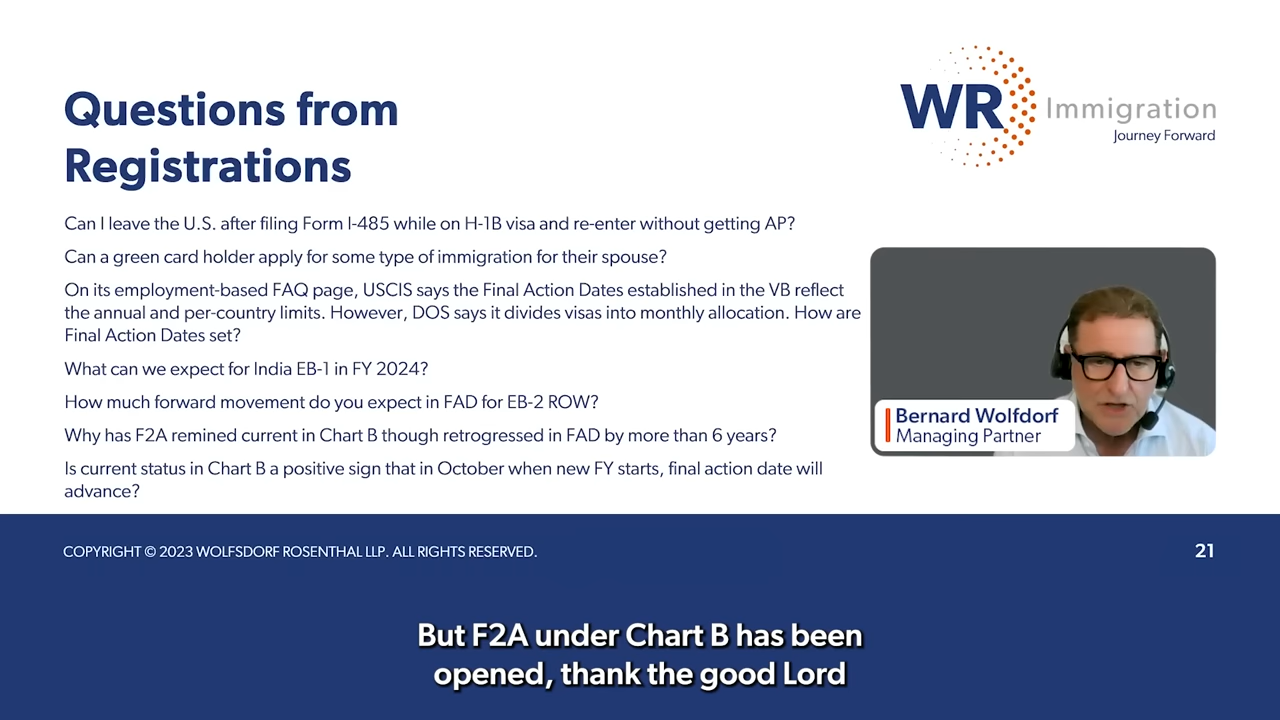 Questions from
Registrations
WR Immigration
Journey Forward
Can I leave the U.S. after filing Form I-485 while on H-1B visa and re-enter without getting AP?
Can a green card holder apply for some type of immigration for their spouse?
On its employment-based FAQ page, USCIS says the Final Action Dates established in the VB reflect
the annual and per-country limits. However, DOS says it divides visas into monthly allocation. How are
Final Action Dates set?
What can we expect for India EB-1 in FY 2024?
How much forward movement do you expect in FAD for EB-2 ROW?
Why has F2A remined current in Chart B though retrogressed in FAD by more than 6 years?
Is current status in Chart B a positive sign that in October when new FY starts, final action date will
advance?
Bernard Wolfdorf
Managing Partner
COPYRIGHT © 2023 WOLFSDORF ROSENTHAL LLP. ALL RIGHTS RESERVED.
21
But F2A under Chart B has been
opened, thank the good Lord